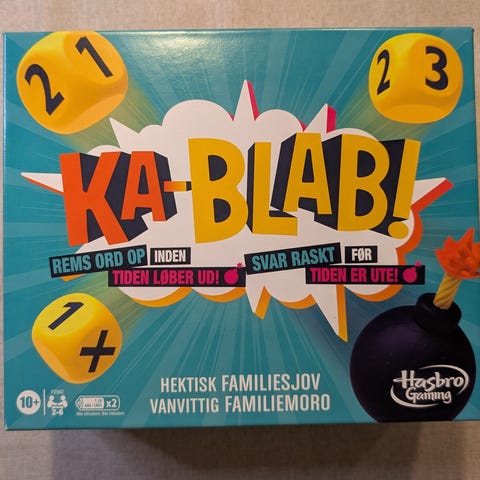 2 1
2 3
KA-BLAB!
REMS ORD OP INDEN
TIDEN LØBER UD!
SVAR RASKT FØR
TIDEN ER UTE!
1 +
HEKTISK FAMILIESJOV
VANVITTIG FAMILIEMORO
10+
2-6
x2
Hasbro
Gaming